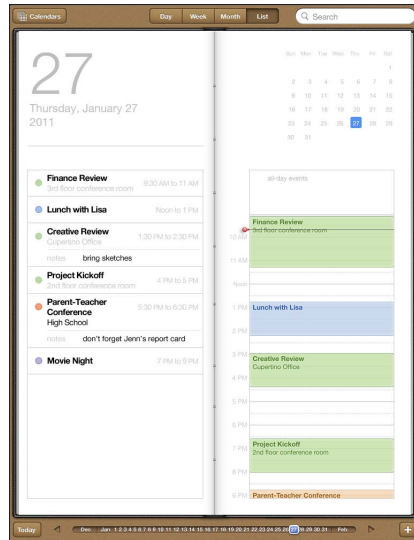 Calendars
Day Week Month List
Search
27
Thursday, January 27
2011
Sun Mon Tue Wed Thu Fri Sat
1
2 3 4 5 6 7 8
9 10 11 12 13 14 15
16 17 18 19 20 21 22
23 24 25 26 27 28 29
30 31
Finance Review
3rd floor conference room
9:30 AM to 11 AM
Lunch with Lisa
Noon to 1 PM
Creative Review
Cupertino Office
1:30 PM to 2:30 PM
notes bring sketches
Project Kickoff
2nd floor conference room
4 PM to 5 PM
Parent-Teacher
Conference
High School
5:30 PM to 6:30 PM
notes don't forget Jenn's report card
Movie Night
7 PM to 9 PM
all-day events
Finance Review
3rd floor conference room
10 AM
11 AM
Noon
1 PM
Lunch with Lisa
2 PM
3 PM
Creative Review
Cupertino Office
4 PM
5 PM
6 PM
7 PM
Project Kickoff
2nd floor conference room
8 PM
9 PM
Parent-Teacher Conference
Today
Dec Jan 1 2 3 4 5 6 7 8 9 10 11 12 13 14 15 16 17 18 19 20 21 22 23 24 25 26 27 28 29 30 31 Feb
+